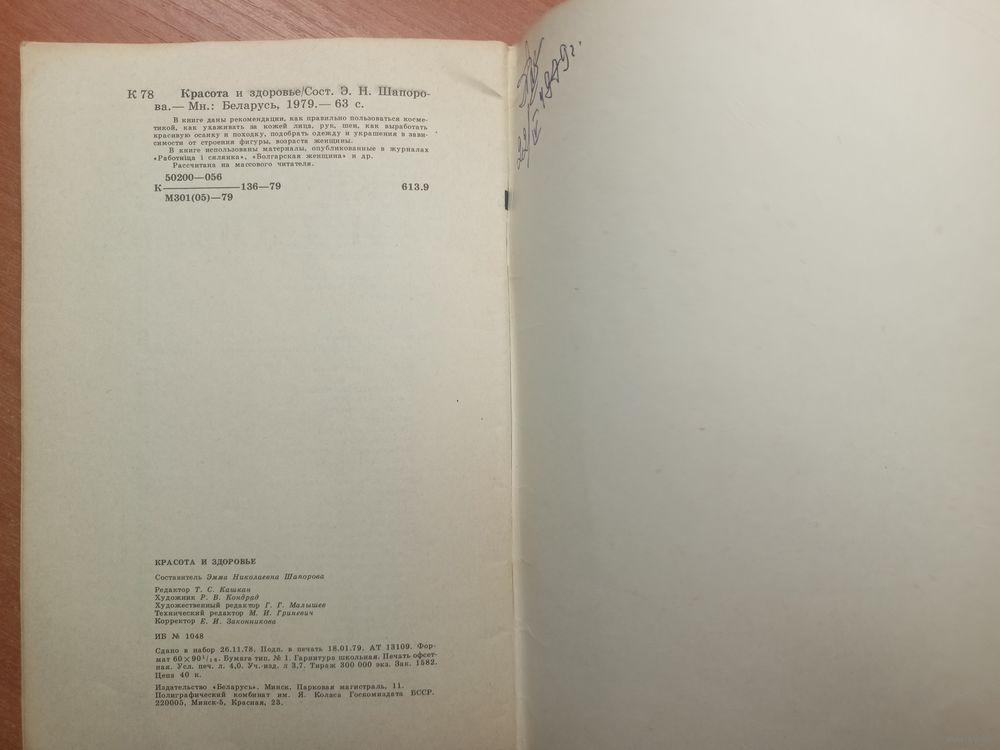 К 78 Красота и здоровье/Сост. Э. Н. Шапоро-
ва.— Мн.: Беларусь, 1979.— 63 с.
В книге даны рекомендации, как правильно пользоваться косме-
тикой, как ухаживать за кожей лица, рук, шеи, как выработать
красивую осанку и походку, подобрать одежду и украшения в зави-
симости от строения фигуры, возраста женщины.
В книге использованы материалы, опубликованные в журналах
«Работніца і сялянка», «Болгарская женщина» и др.
Рассчитана на массового читателя.
50200—056
К————136—79 613.9
М301(05)—79
КРАСОТА И ЗДОРОВЬЕ
Составитель Эмма Николаевна Шапорова
Редактор Т. С. Кашкан
Художник Р. В. Кондрад
Художественный редактор Г. Г. Малышев
Технический редактор М. И. Гриневич
Корректор Е. И. Законникова
ИБ № 1048
Сдано в набор 26.11.78. Подп. в печать 18.01.79. АТ 13109. Фор-
мат 60×90¹/₁₆. Бумага тип. № 1. Гарнитура школьная. Печать офсет-
ная. Усл. печ. л. 4,0. Уч.-изд. л 3,7. Тираж 300 000 экз. Зак. 1582.
Цена 40 к.
Издательство «Беларусь». Минск, Парковая магистраль, 11.
Полиграфический комбинат им. Я. Коласа Госкомиздата БССР.
220005, Минск-5, Красная, 23.